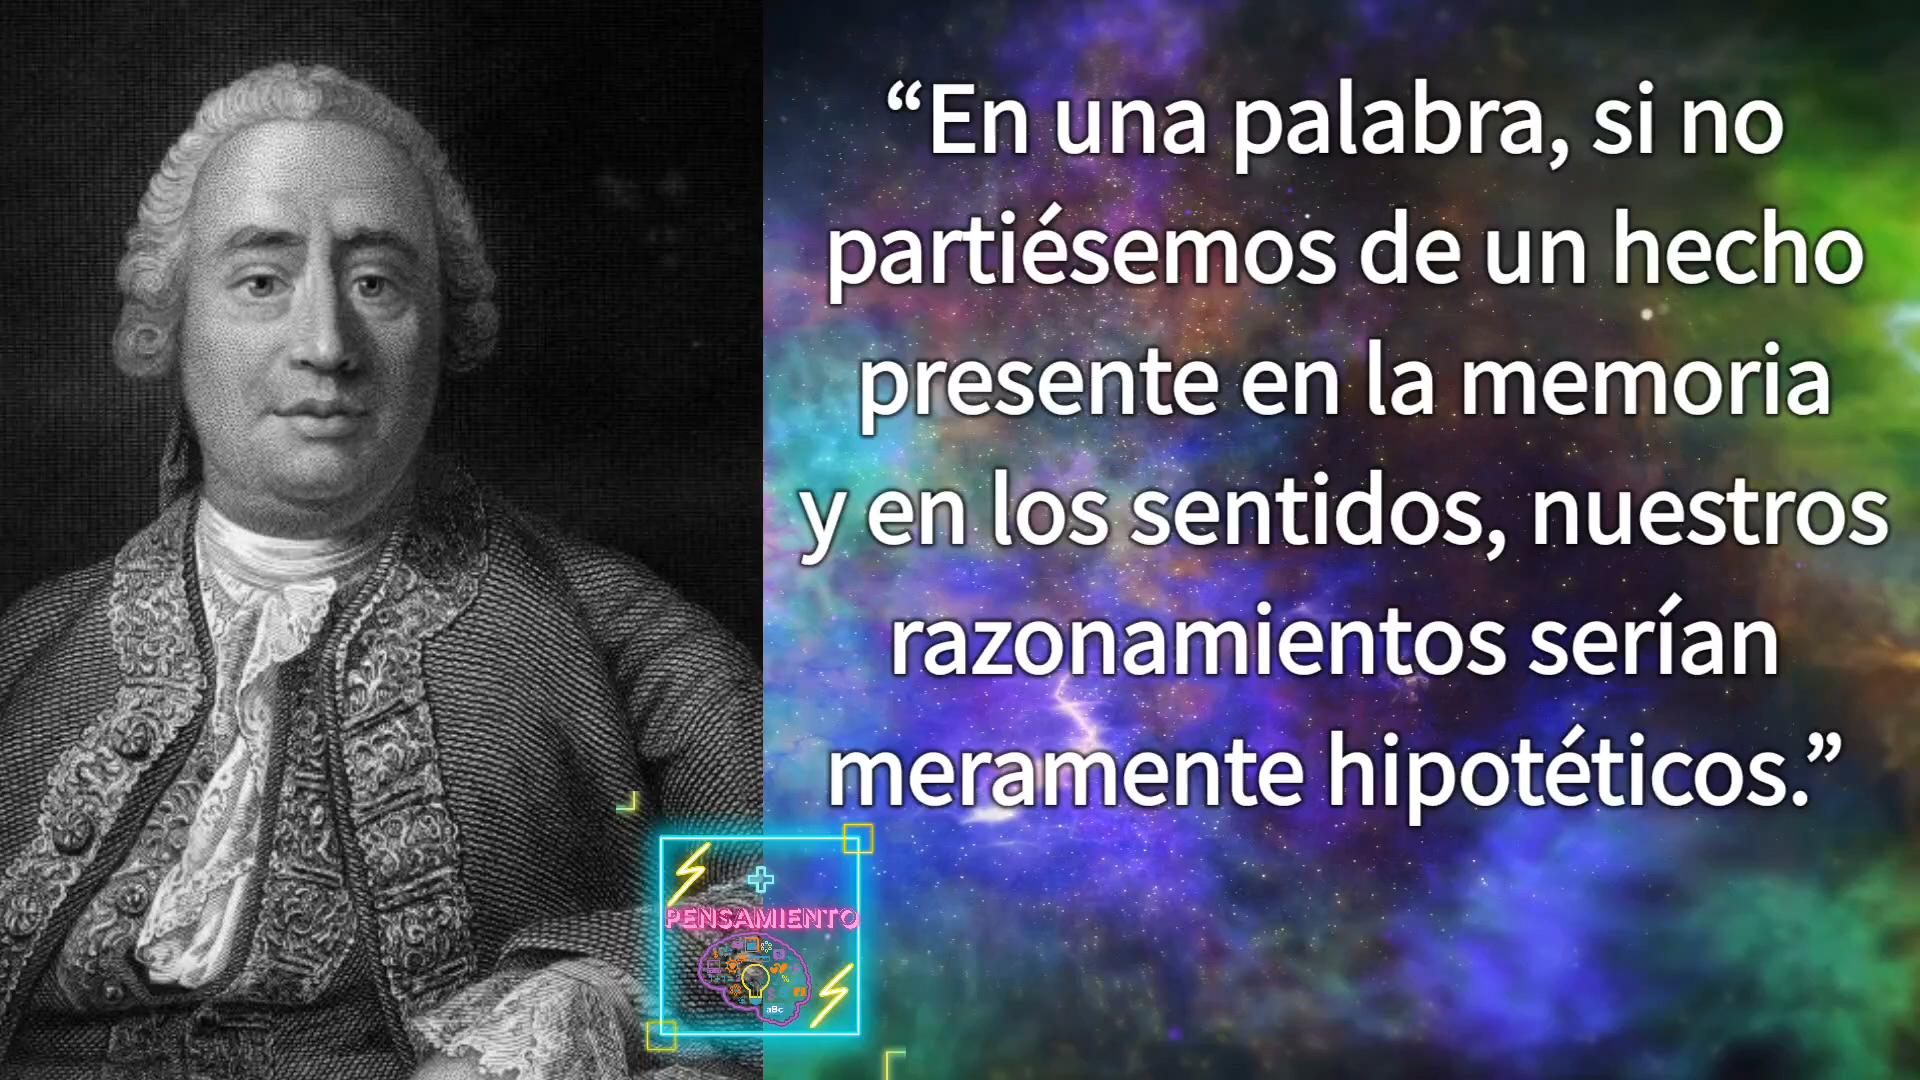 “En una palabra, si no
partiésemos de un hecho
presente en la memoria
y en los sentidos, nuestros
razonamientos serían
meramente hipotéticos.”
PENSAMIENTO
aBc